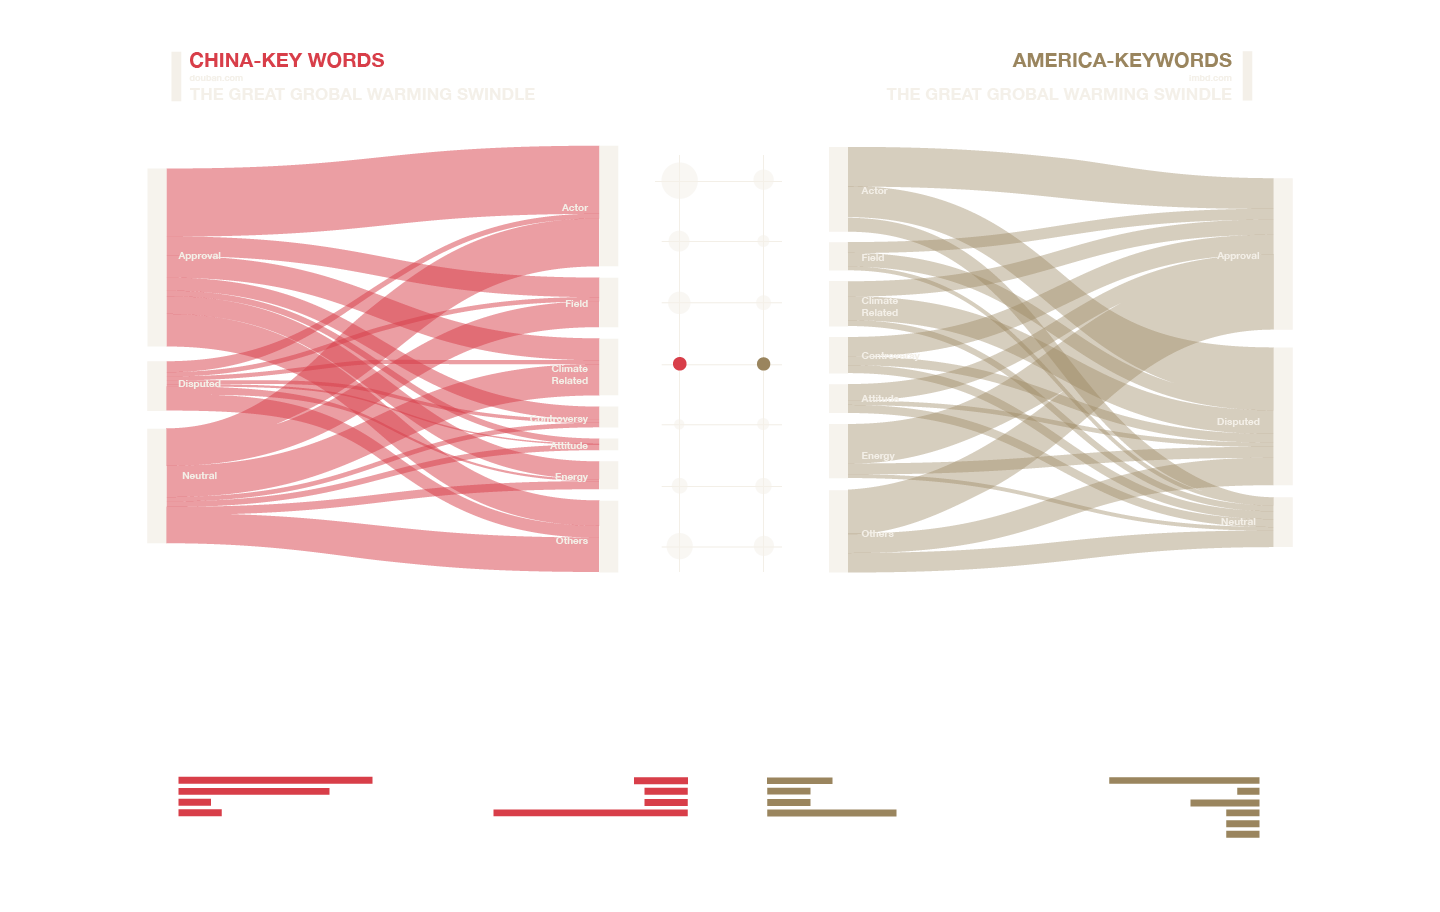 CHINA-KEY WORDS
douban.com
THE GREAT GROBAL WARMING SWINDLE
AMERICA-KEYWORDS
imbd.com
THE GREAT GROBAL WARMING SWINDLE
Approval
Disputed
Neutral
Actor
Field
Climate
Related
Controversy
Attitude
Energy
Others
Actor
Field
Climate
Related
Controversy
Attitude
Energy
Others
Approval
Disputed
Neutral